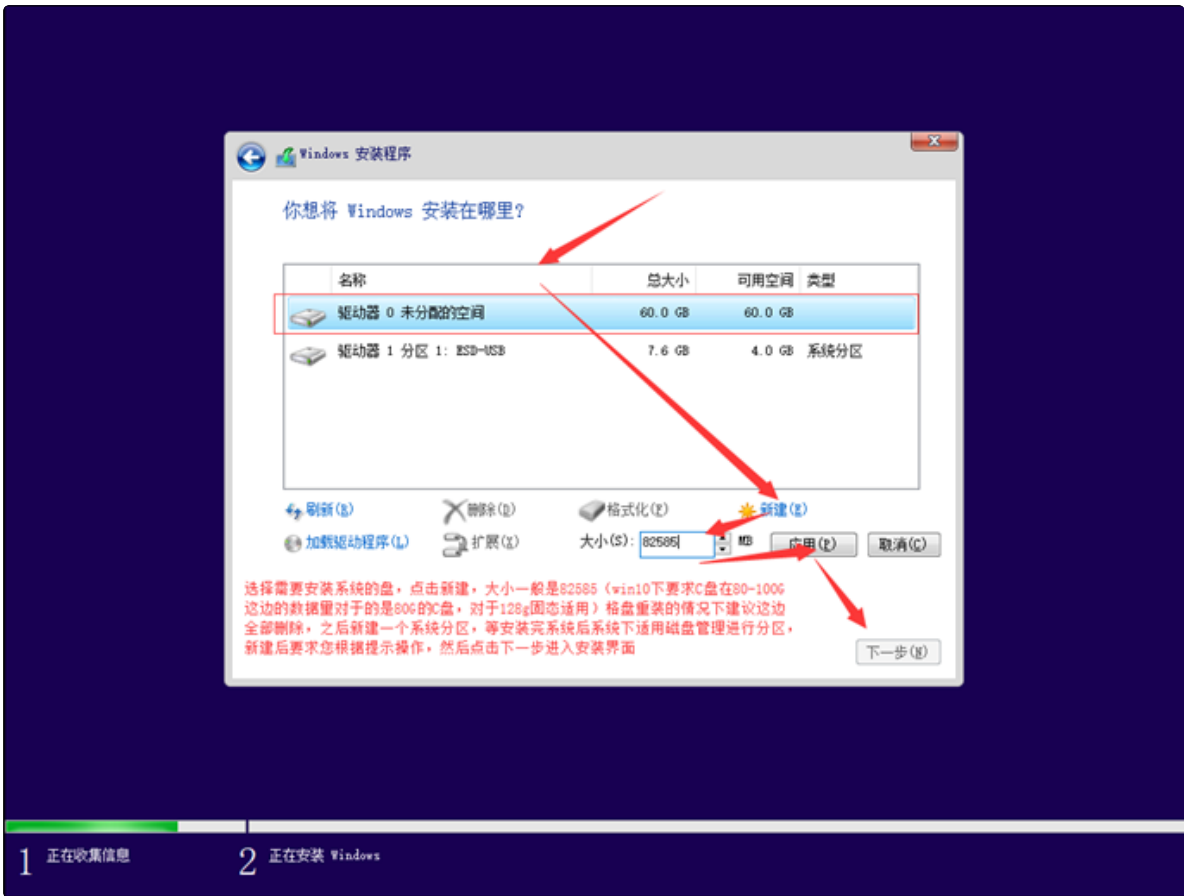 Windows 安装程序
你想将 Windows 安装在哪里?
名称 总大小 可用空间 类型
驱动器 0 未分配的空间 60.0 GB 60.0 GB
驱动器 1 分区 1: ESD-USB 7.6 GB 4.0 GB 系统分区
刷新(R) 删除(D) 格式化(F) 新建(E)
加载驱动程序(L) 扩展(X) 大小(S): 82585 MB 应用(P) 取消(C)
选择需要安装系统的盘，点击新建，大小一般是82585（win10下要求C盘在80-100G
这边的数据量对于的是80G的C盘，对于128g固态适用）格盘重装的情况下建议这边
全部删除，之后新建一个系统分区，等安装完系统后系统下适用磁盘管理进行分区，
新建后要求您根据提示操作，然后点击下一步进入安装界面
下一步(N)
1 正在收集信息 2 正在安装 Windows